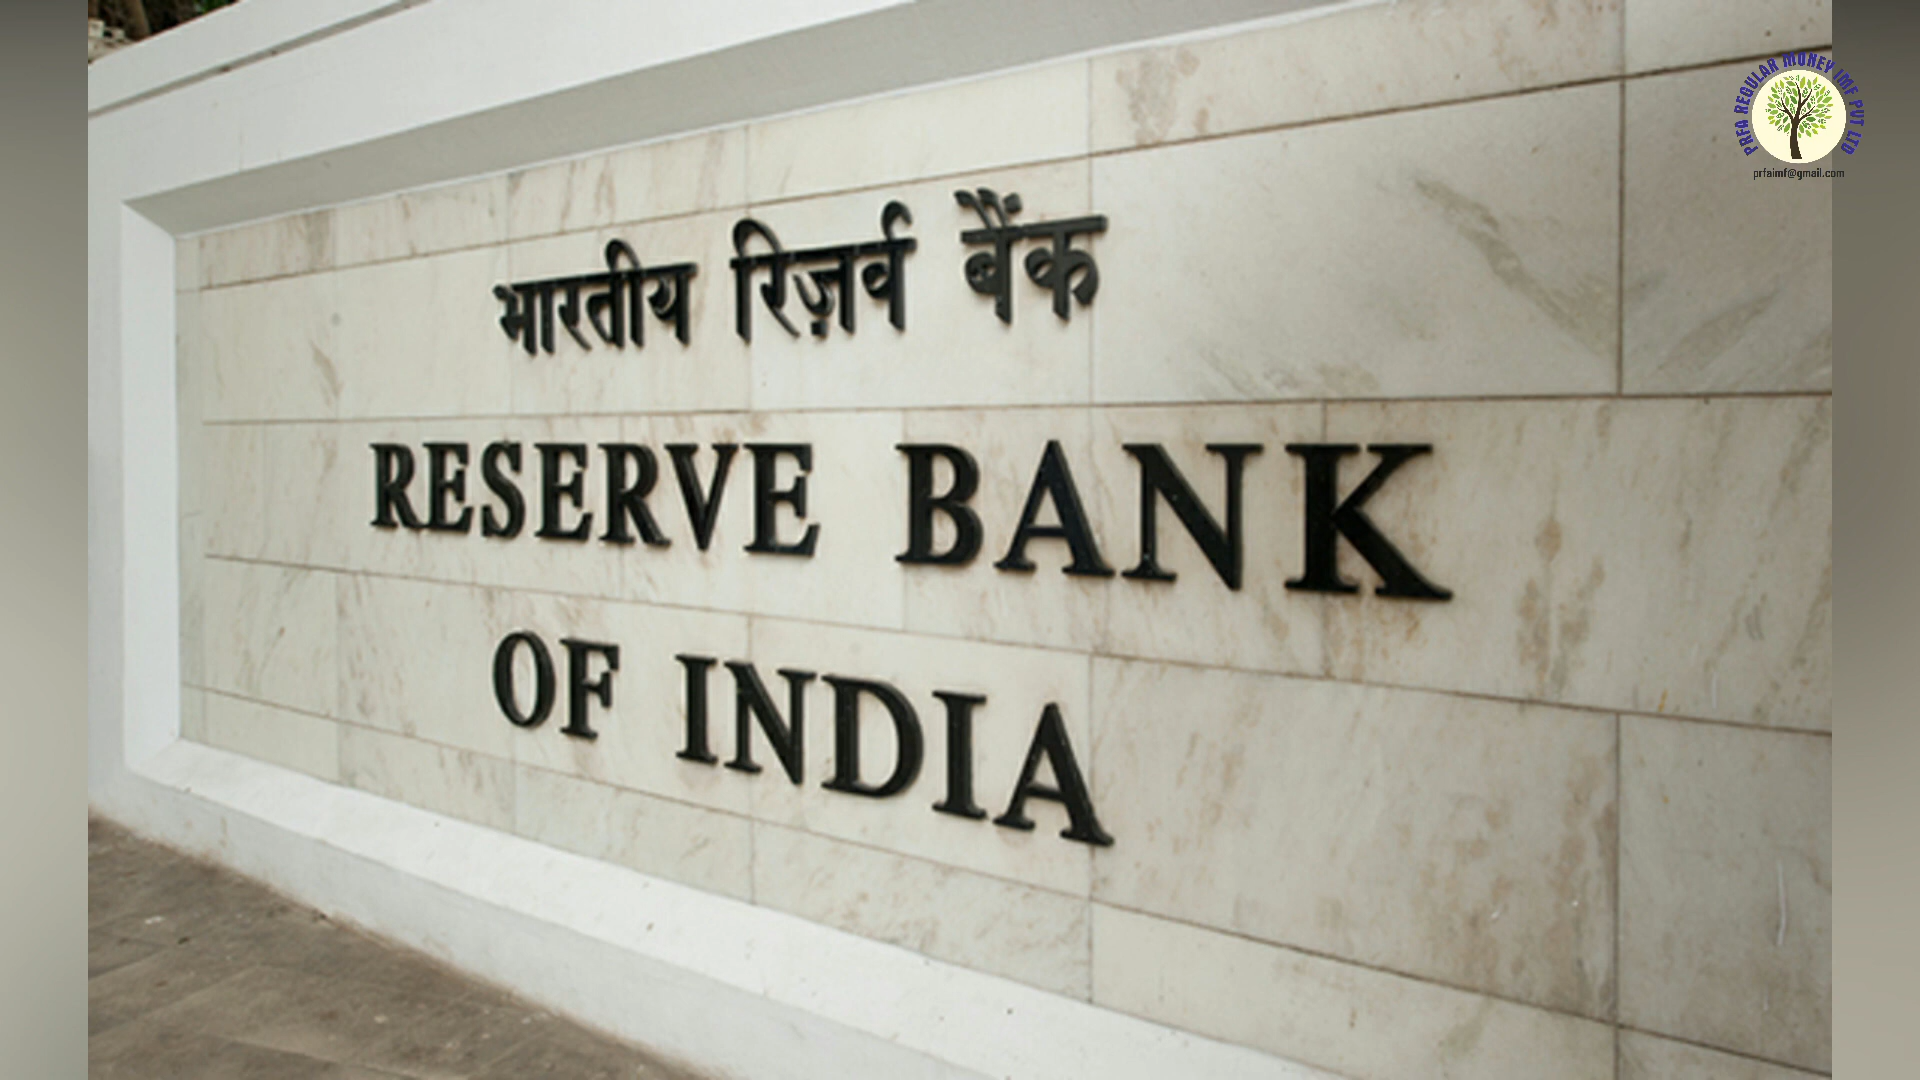 भारतीय रिज़र्व बैंक
RESERVE BANK
OF INDIA
PRFA REGULAR MONEY IMF PVT LTD
prfaimf@gmail.com